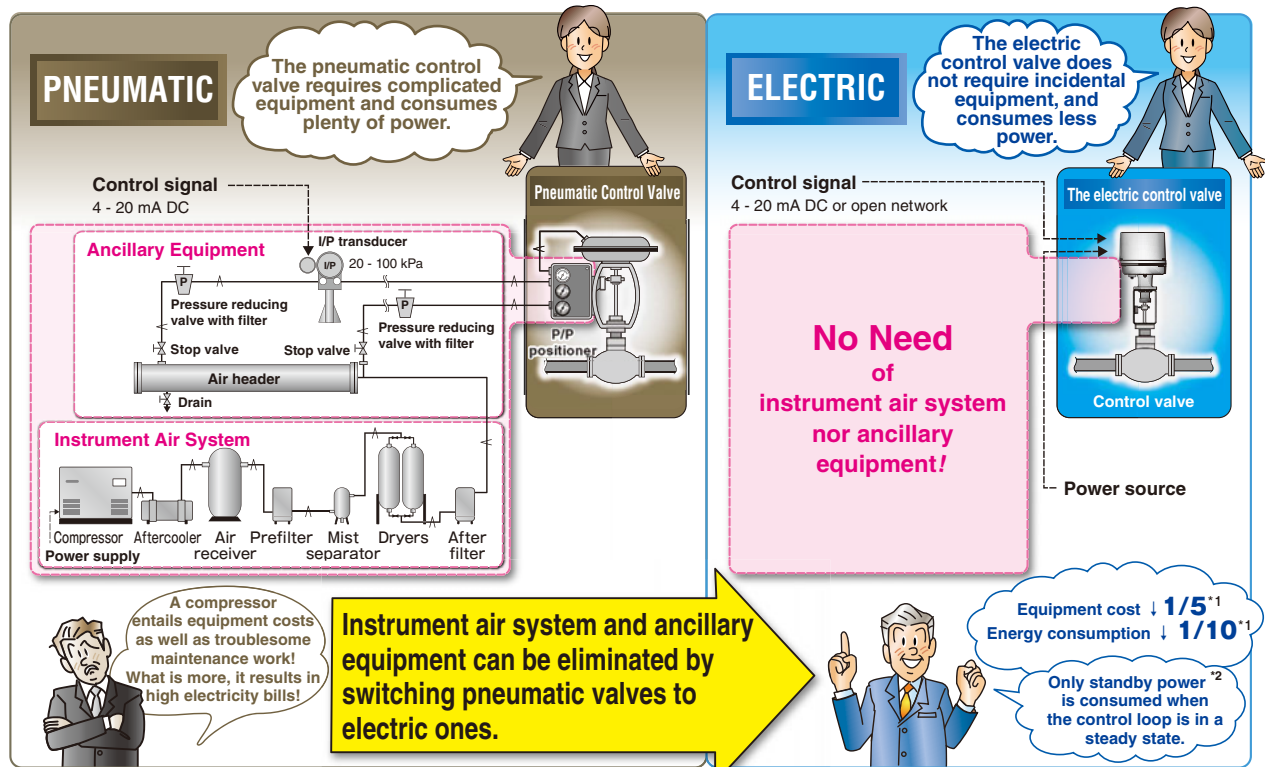 PNEUMATIC
The pneumatic control
valve requires complicated
equipment and consumes
plenty of power.
Control signal
4 - 20 mA DC
Pneumatic Control Valve
Ancillary Equipment
I/P transducer
I/P
20 - 100 kPa
P
Pressure reducing
valve with filter
P
Pressure reducing
valve with filter
P/P
positioner
Stop valve
Stop valve
Air header
Drain
Instrument Air System
Compressor
Power supply
Aftercooler
Air
receiver
Prefilter
Mist
separator
Dryers
After
filter
A compressor
entails equipment costs
as well as troublesome
maintenance work!
What is more, it results in
high electricity bills!
Instrument air system and ancillary
equipment can be eliminated by
switching pneumatic valves to
electric ones.
ELECTRIC
The electric
control valve does
not require incidental
equipment, and
consumes less
power.
Control signal
4 - 20 mA DC or open network
The electric control valve
Control valve
No Need
of
instrument air system
nor ancillary
equipment!
Power source
Equipment cost ↓ 1/5*1
Energy consumption ↓ 1/10*1
Only standby power *2
is consumed when
the control loop is in a
steady state.